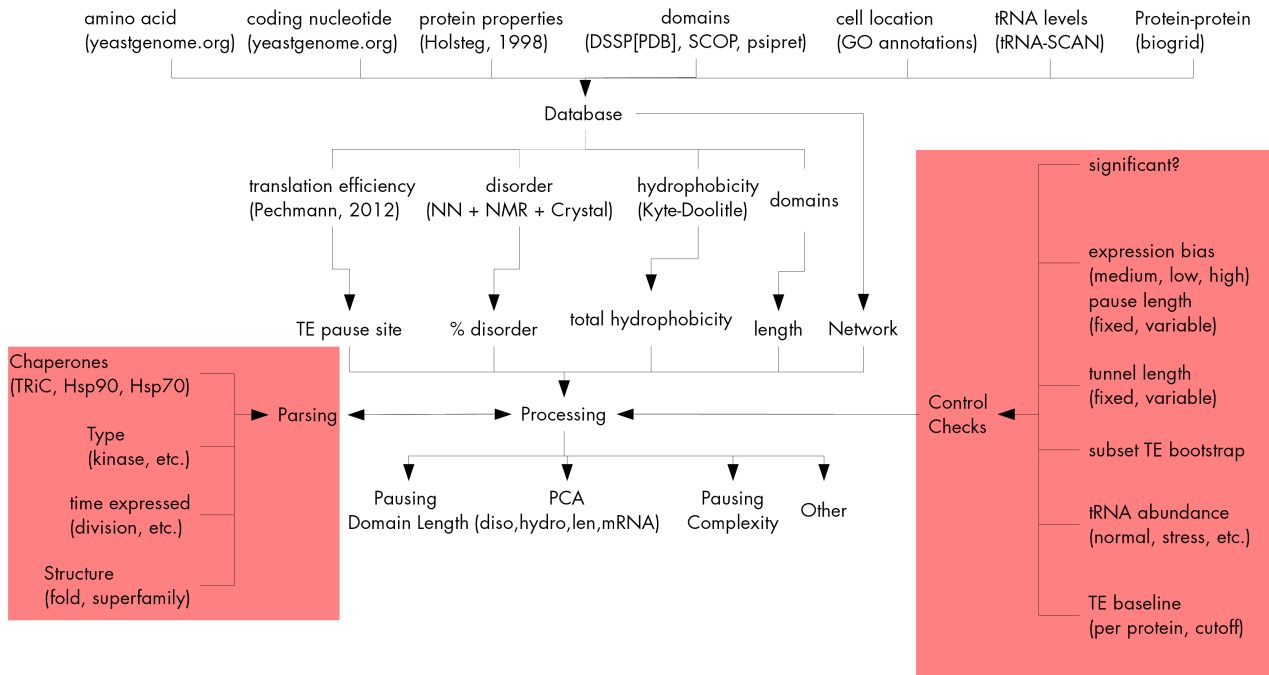 amino acid
(yeastgenome.org)
coding nucleotide
(yeastgenome.org)
protein properties
(Holsteg, 1998)
domains
(DSSP[PDB], SCOP, psipret)
cell location
(GO annotations)
tRNA levels
(tRNA-SCAN)
Protein-protein
(biogrid)
Database
translation efficiency
(Pechmann, 2012)
disorder
(NN + NMR + Crystal)
hydrophobicity
(Kyte-Doolitle)
domains
TE pause site
% disorder
total hydrophobicity
length
Network
Chaperones
(TRiC, Hsp90, Hsp70)
Type
(kinase, etc.)
time expressed
(division, etc.)
Structure
(fold, superfamily)
Parsing
Processing
Control
Checks
significant?
expression bias
(medium, low, high)
pause length
(fixed, variable)
tunnel length
(fixed, variable)
subset TE bootstrap
tRNA abundance
(normal, stress, etc.)
TE baseline
(per protein, cutoff)
Pausing
Domain Length
PCA
(diso,hydro,len,mRNA)
Pausing
Complexity
Other